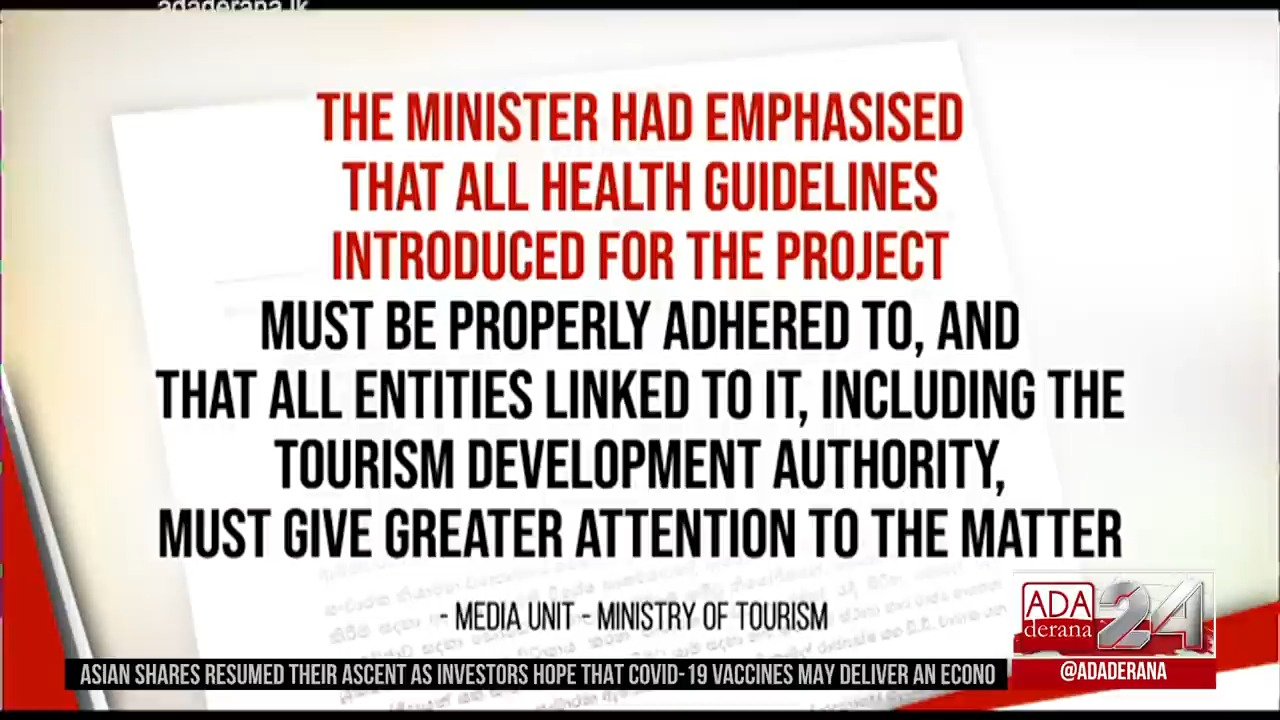 adaderana.lk
THE MINISTER HAD EMPHASISED
THAT ALL HEALTH GUIDELINES
INTRODUCED FOR THE PROJECT
MUST BE PROPERLY ADHERED TO, AND
THAT ALL ENTITIES LINKED TO IT, INCLUDING THE
TOURISM DEVELOPMENT AUTHORITY,
MUST GIVE GREATER ATTENTION TO THE MATTER
- MEDIA UNIT - MINISTRY OF TOURISM
ADA
derana 24
@ADADERANA
ASIAN SHARES RESUMED THEIR ASCENT AS INVESTORS HOPE THAT COVID-19 VACCINES MAY DELIVER AN ECONO